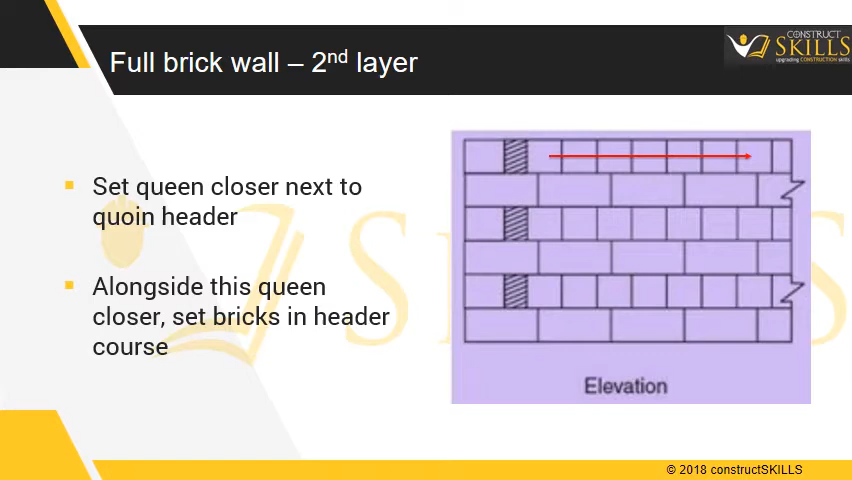 Full brick wall – 2nd layer
CONSTRUCT
SKILLS
upgrading CONSTRUCTION skills
▪ Set queen closer next to
quoin header
▪ Alongside this queen
closer, set bricks in header
course
Elevation
© 2018 constructSKILLS